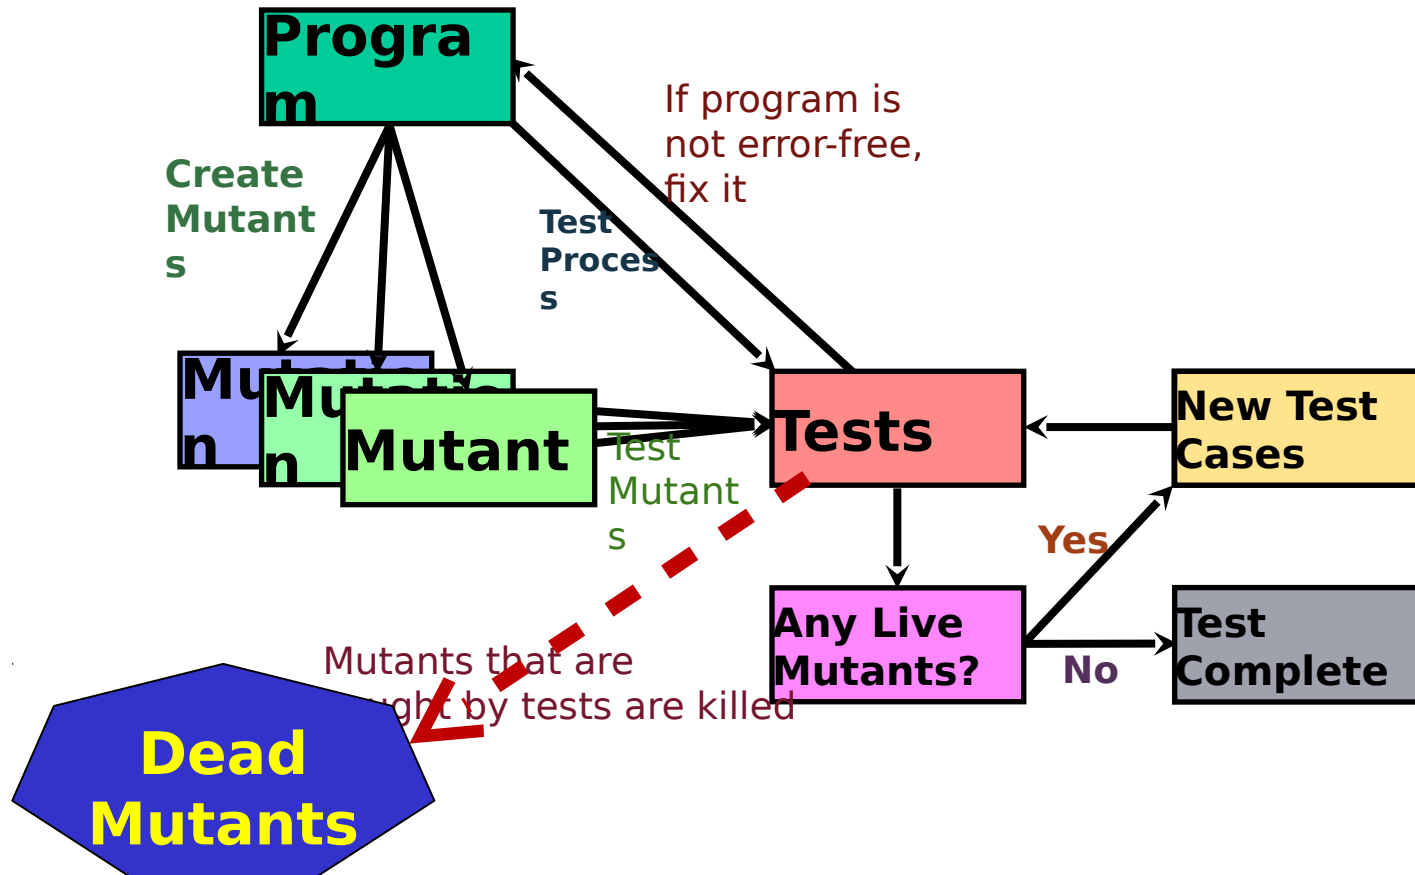 Progra
m
If program is
not error-free,
fix it
Create
Mutant
s
Test
Proces
s
n
n
Mutant
Test
Mutant
s
Tests
New Test
Cases
Yes
Any Live
Mutants?
No
Test
Complete
Mutants that are
by tests are killed
Dead
Mutants